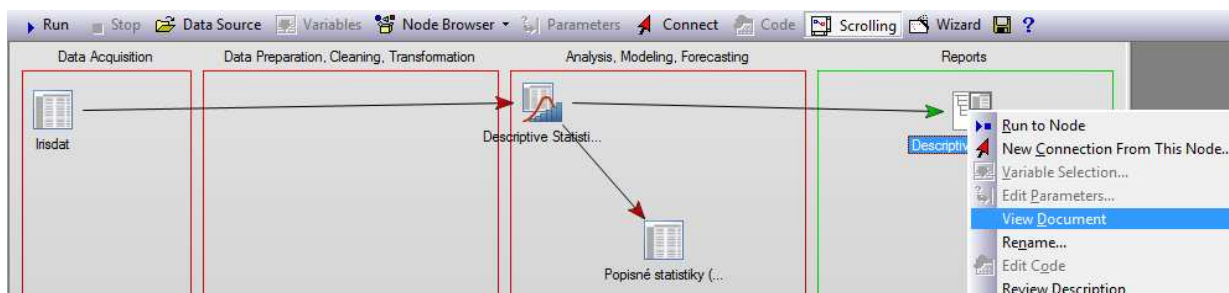 Run Stop Data Source Variables Node Browser Parameters Connect Code Scrolling Wizard ?
Data Acquisition Data Preparation, Cleaning, Transformation Analysis, Modeling, Forecasting Reports
Irisdat
Descriptive Statisti...
Popisné statistiky (...
Descriptiv
Run to Node
New Connection From This Node...
Variable Selection...
Edit Parameters...
View Document
Rename...
Edit Code
Review Description